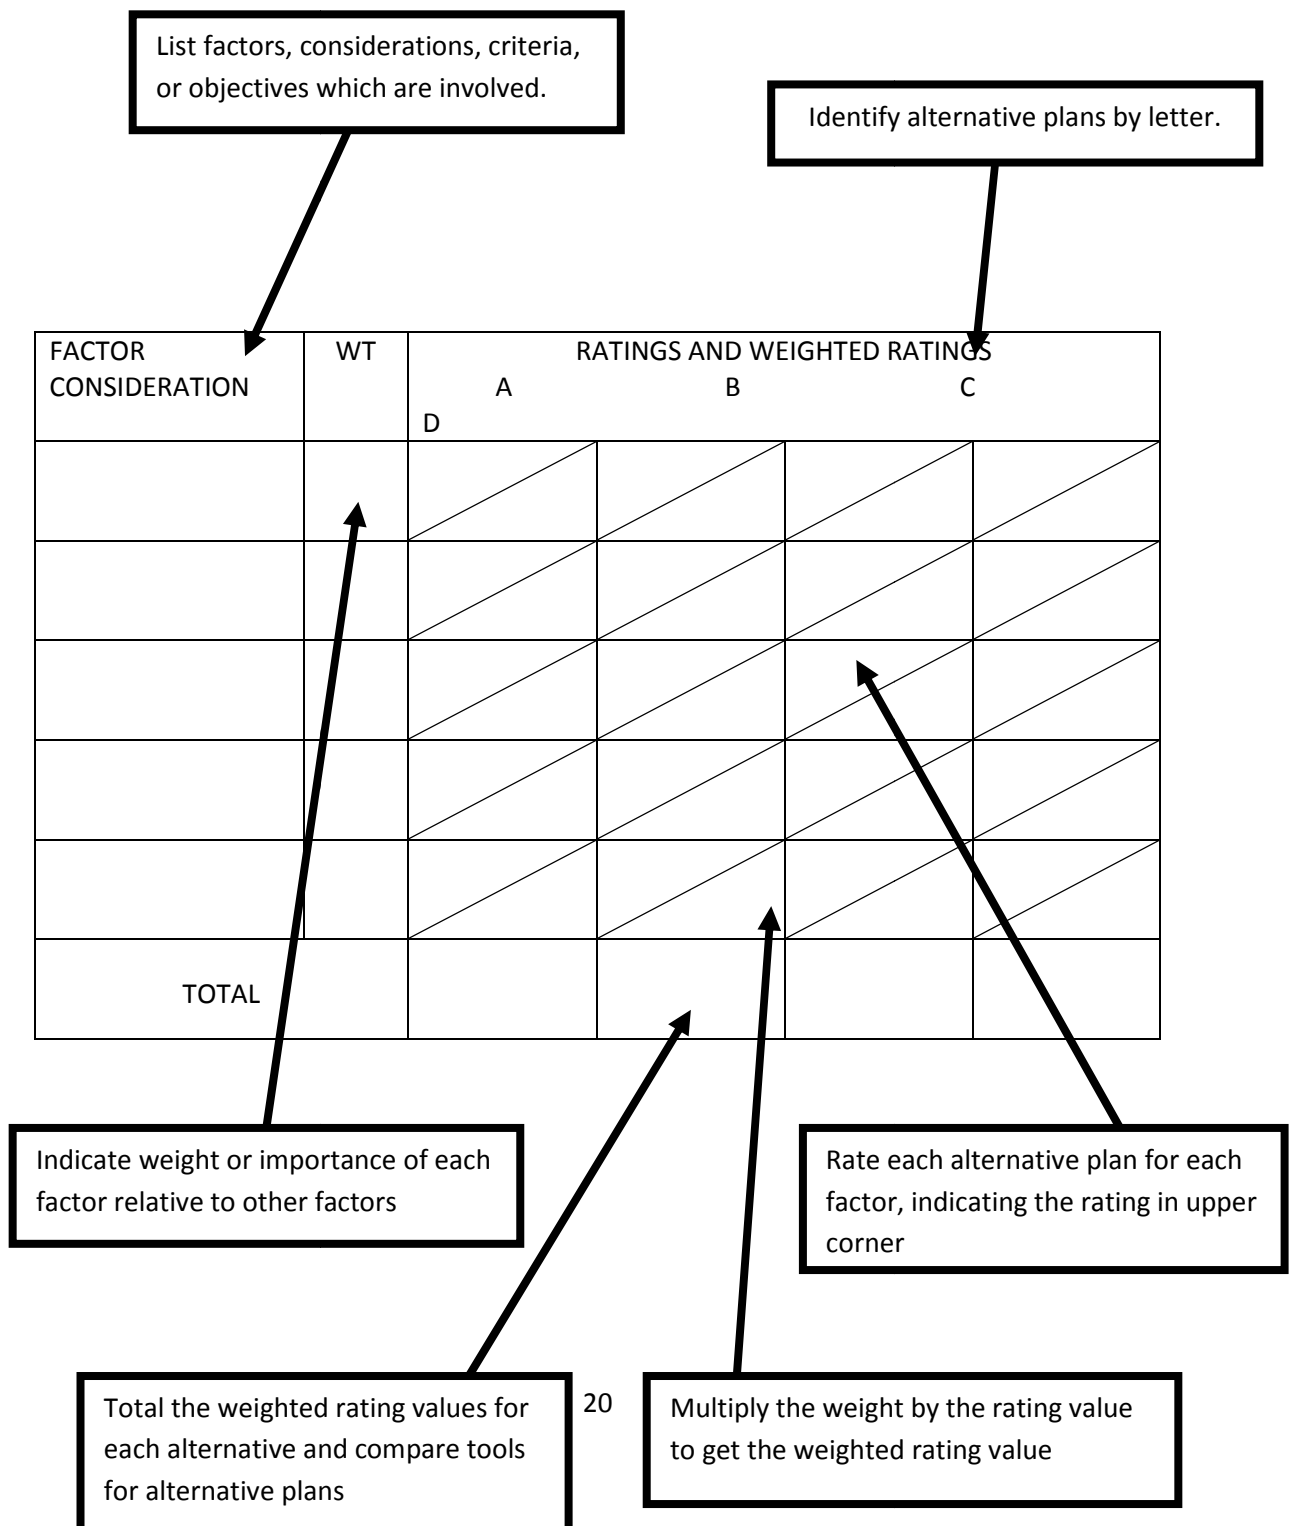 List factors, considerations, criteria,
or objectives which are involved.
Identify alternative plans by letter.
FACTOR
CONSIDERATION
WT
RATINGS AND WEIGHTED RATINGS
A B C
D
TOTAL
Indicate weight or importance of each
factor relative to other factors
Rate each alternative plan for each
factor, indicating the rating in upper
corner
Total the weighted rating values for
each alternative and compare tools
for alternative plans
20
Multiply the weight by the rating value
to get the weighted rating value